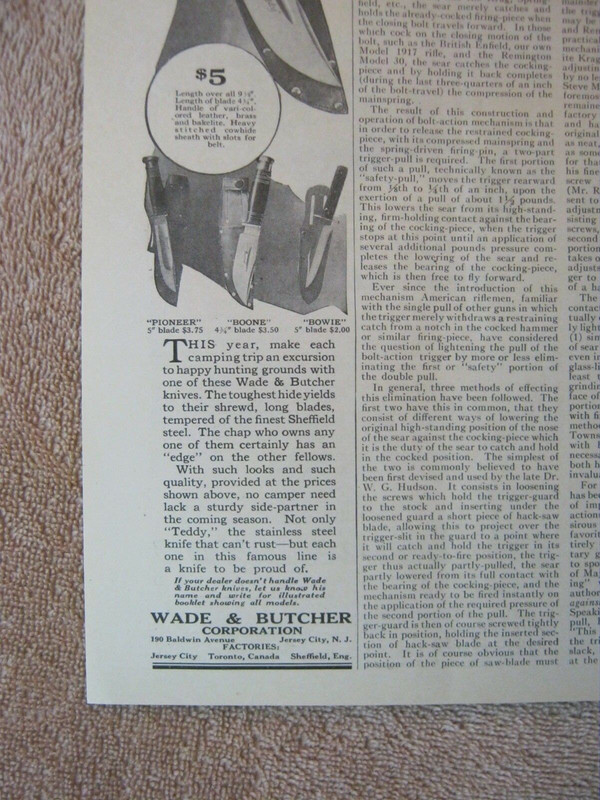 $5
Length over all 9½".
Length of blade 4¾".
Handle of vari-col-
ored leather, brass
and bakelite. Heavy
stitched cowhide
sheath with slots for
belt.
"PIONEER" "BOONE" "BOWIE"
5" blade $3.75 4¾" blade $3.50 5" blade $2.00
THIS year, make each
camping trip an excursion
to happy hunting grounds with
one of these Wade & Butcher
knives. The toughest hide yields
to their shrewd, long blades,
tempered of the finest Sheffield
steel. The chap who owns any
one of them certainly has an
"edge" on the other fellows.
With such looks and such
quality, provided at the prices
shown above, no camper need
lack a sturdy side-partner in
the coming season. Not only
"Teddy," the stainless steel
knife that can't rust—but each
one in this famous line is
a knife to be proud of.
If your dealer doesn't handle Wade
& Butcher knives, let us know his
name and write for illustrated
booklet showing all models.
WADE & BUTCHER
CORPORATION
190 Baldwin Avenue Jersey City, N. J.
FACTORIES:
Jersey City Toronto, Canada Sheffield, Eng.
field, etc., the sear merely catches and
holds the already-cocked firing-piece when
the closing bolt travels forward. In those
which cock on the closing motion of the
bolt, such as the British Enfield, our own
Model 1917 rifle, and the Remington
Model 30, the sear catches the cocking-
piece and by holding it back completes
(during the last three-quarters of an inch
of the bolt-travel) the compression of the
mainspring.
The result of this construction and
operation of bolt-action mechanism is that
in order to release the restrained cocking-
piece, with its compressed mainspring and
the spring-driven firing-pin, a two-part
trigger-pull is required. The first portion
of such a pull, technically known as the
"safety-pull," moves the trigger rearward
from ⅛th to ¼th of an inch, upon the
exertion of a pull of about 1½ pounds.
This lowers the sear from its high-stand-
ing, firm-holding contact against the bear-
ing of the cocking-piece, when the trigger
stops at this point until an application of
several additional pounds pressure com-
pletes the lowering of the sear and re-
leases the bearing of the cocking-piece,
which is then free to fly forward.
Ever since the introduction of this
mechanism American riflemen, familiar
with the single pull of other guns in which
the trigger merely withdraws a restraining
catch from a notch in the cocked hammer
or similar firing-piece, have considered
the question of lightening the pull of the
bolt-action trigger by more or less elim-
inating the first or "safety" portion of
the double pull.
In general, three methods of effecting
this elimination have been followed. The
first two have this in common, that they
consist of different ways of lowering the
original high-standing position of the nose
of the sear against the cocking-piece which
it is the duty of the sear to catch and hold
in the cocked position. The simplest of
the two is commonly believed to have
been first devised and used by the late Dr.
W. G. Hudson. It consists in loosening
the screws which hold the trigger-guard
to the stock and inserting under the
loosened guard a short piece of hack-saw
blade, allowing this to project over the
trigger-slit in the guard to a point where
it will catch and hold the trigger in its
second or ready-to-fire position, the trig-
ger thus actually partly-pulled, the sear
partly lowered from its full contact with
the bearing of the cocking-piece, and the
mechanism ready to be fired instantly on
the application of the required pressure of
the second portion of the pull. The trig-
ger-guard is then of course screwed tightly
back in position, holding the inserted sec-
tion of hack-saw blade at the desired
point. It is of course obvious that the
position of the piece of saw-blade must